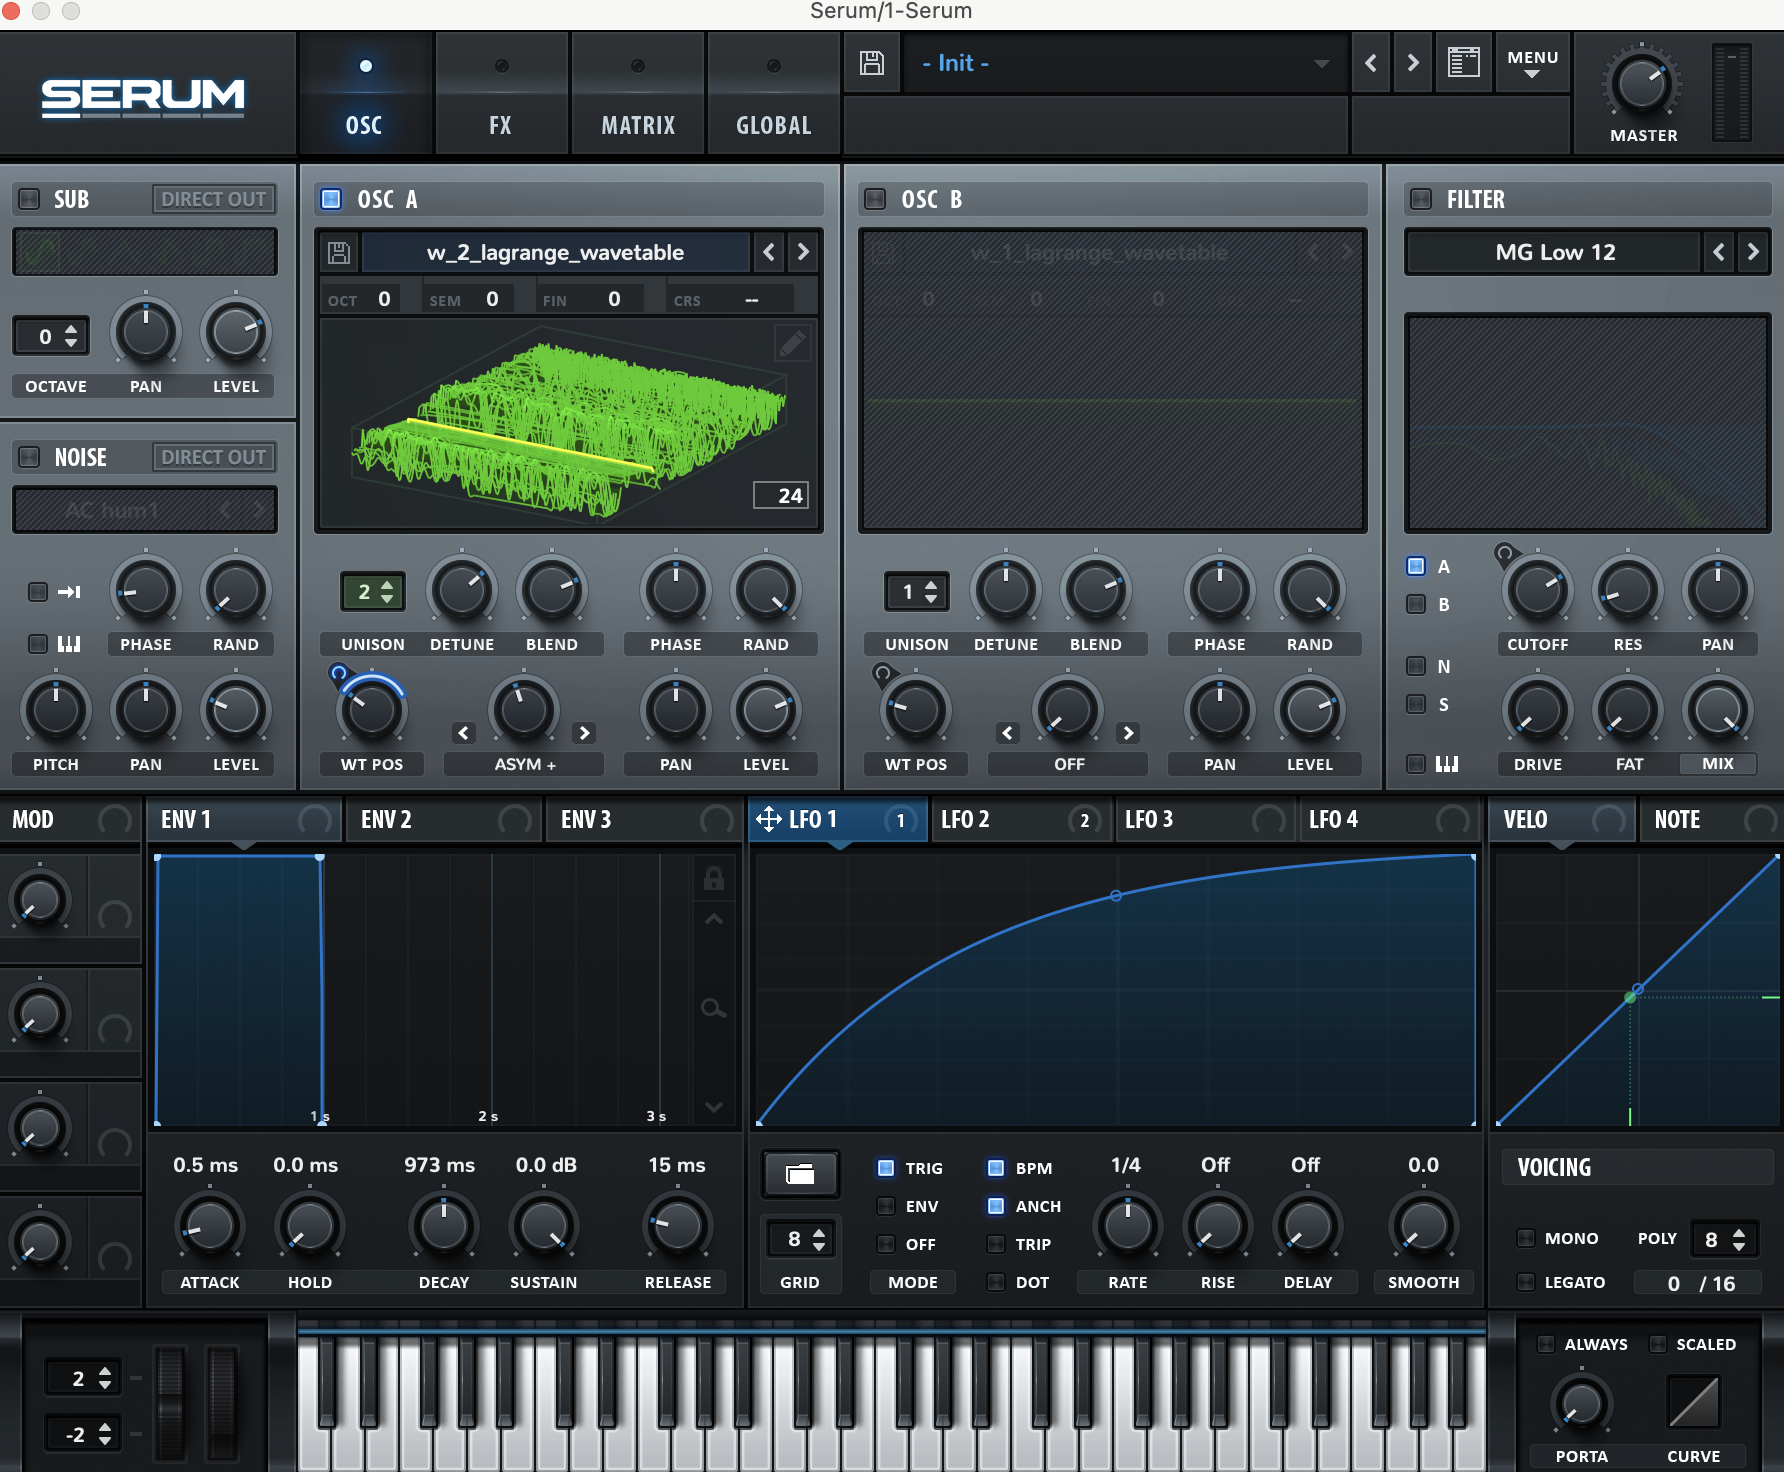 Serum/1-Serum
SERUM
OSC
FX
MATRIX
GLOBAL
- Init -
MENU
MASTER
SUB
DIRECT OUT
0
OCTAVE
PAN
LEVEL
NOISE
DIRECT OUT
AC hum1
PHASE
RAND
PITCH
PAN
LEVEL
OSC A
w_2_lagrange_wavetable
OCT 0
SEM 0
FIN 0
CRS --
24
2
UNISON
DETUNE
BLEND
PHASE
RAND
WT POS
ASYM +
PAN
LEVEL
OSC B
w_1_lagrange_wavetable
0
0
0
--
1
UNISON
DETUNE
BLEND
PHASE
RAND
WT POS
OFF
PAN
LEVEL
FILTER
MG Low 12
A
B
N
S
CUTOFF
RES
PAN
DRIVE
FAT
MIX
MOD
ENV 1
ENV 2
ENV 3
1 s
2 s
3 s
0.5 ms
0.0 ms
973 ms
0.0 dB
15 ms
ATTACK
HOLD
DECAY
SUSTAIN
RELEASE
LFO 1
1
LFO 2
2
LFO 3
LFO 4
8
GRID
TRIG
ENV
OFF
MODE
BPM
ANCH
TRIP
DOT
1/4
Off
Off
0.0
RATE
RISE
DELAY
SMOOTH
VELO
NOTE
VOICING
MONO
POLY
8
LEGATO
0 / 16
2
-2
ALWAYS
SCALED
PORTA
CURVE